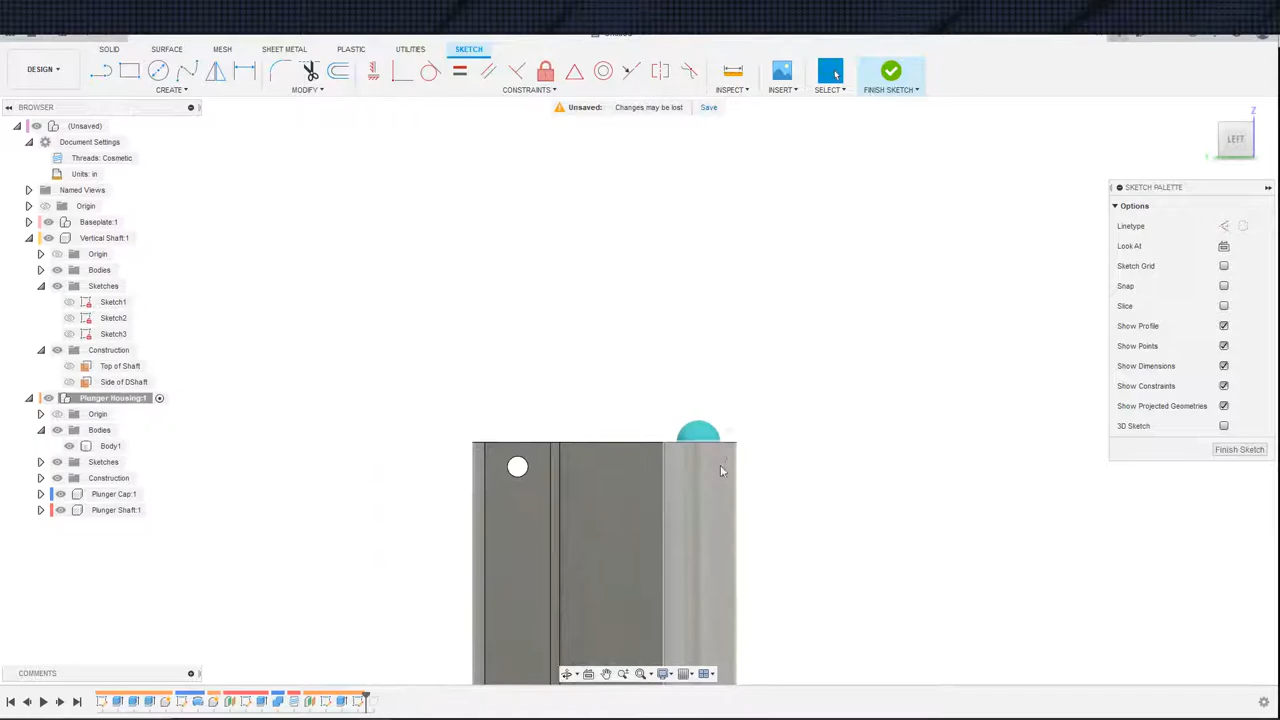 SOLID SURFACE MESH SHEET METAL PLASTIC UTILITIES SKETCH
DESIGN
CREATE MODIFY CONSTRAINTS INSPECT INSERT SELECT FINISH SKETCH
BROWSER
Unsaved: Changes may be lost Save
(Unsaved)
Document Settings
Threads: Cosmetic
Units: in
Named Views
Origin
Baseplate:1
Vertical Shaft:1
Origin
Bodies
Sketches
Sketch1
Sketch2
Sketch3
Construction
Top of Shaft
Side of DShaft
Plunger Housing:1
Origin
Bodies
Body1
Sketches
Construction
Plunger Cap:1
Plunger Shaft:1
Z
LEFT
Y
SKETCH PALETTE
Options
Linetype
Look At
Sketch Grid
Snap
Slice
Show Profile
Show Points
Show Dimensions
Show Constraints
Show Projected Geometries
3D Sketch
Finish Sketch
COMMENTS